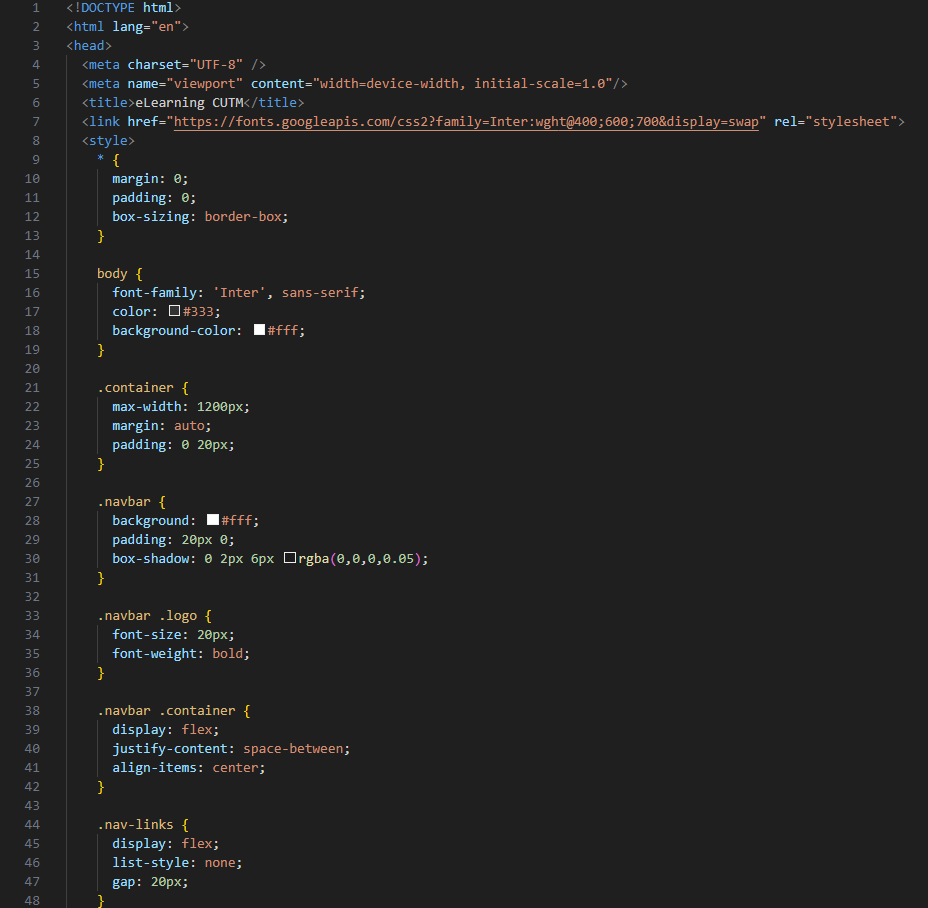 1 <!DOCTYPE html>
2 <html lang="en">
3 <head>
4   <meta charset="UTF-8" />
5   <meta name="viewport" content="width=device-width, initial-scale=1.0"/>
6   <title>eLearning CUTM</title>
7   <link href="https://fonts.googleapis.com/css2?family=Inter:wght@400;600;700&display=swap" rel="stylesheet">
8   <style>
9     * {
10       margin: 0;
11       padding: 0;
12       box-sizing: border-box;
13     }
14
15     body {
16       font-family: 'Inter', sans-serif;
17       color: #333;
18       background-color: #fff;
19     }
20
21     .container {
22       max-width: 1200px;
23       margin: auto;
24       padding: 0 20px;
25     }
26
27     .navbar {
28       background: #fff;
29       padding: 20px 0;
30       box-shadow: 0 2px 6px rgba(0,0,0,0.05);
31     }
32
33     .navbar .logo {
34       font-size: 20px;
35       font-weight: bold;
36     }
37
38     .navbar .container {
39       display: flex;
40       justify-content: space-between;
41       align-items: center;
42     }
43
44     .nav-links {
45       display: flex;
46       list-style: none;
47       gap: 20px;
48     }